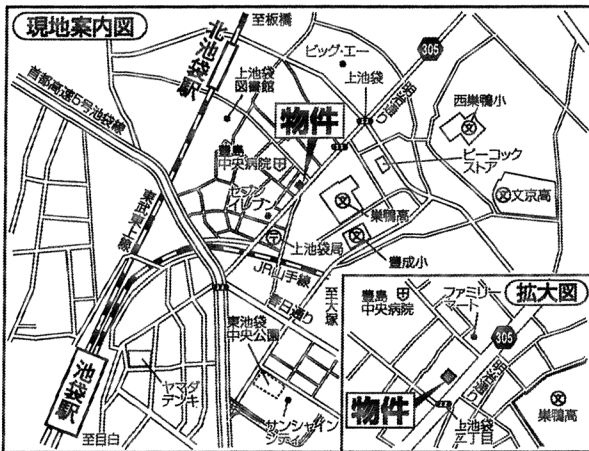 現地案内図
至板橋
北池袋駅
首都高速5号池袋線
上池袋
図書館
ビッグ・エー
上池袋
305
明治通り
西巣鴨小
物件
豊島
中央病院
ピーコック
ストア
文京高
セブン
イレブン
巣鴨高
東武東上線
上池袋局
豊成小
JR山手線
春日通り
至大塚
東池袋
中央公園
池袋駅
ヤマダ
デンキ
サンシャイン
シティ
至目白
拡大図
豊島
中央病院
ファミリー
マート
305
明治通り
物件
上池袋
二丁目
巣鴨高